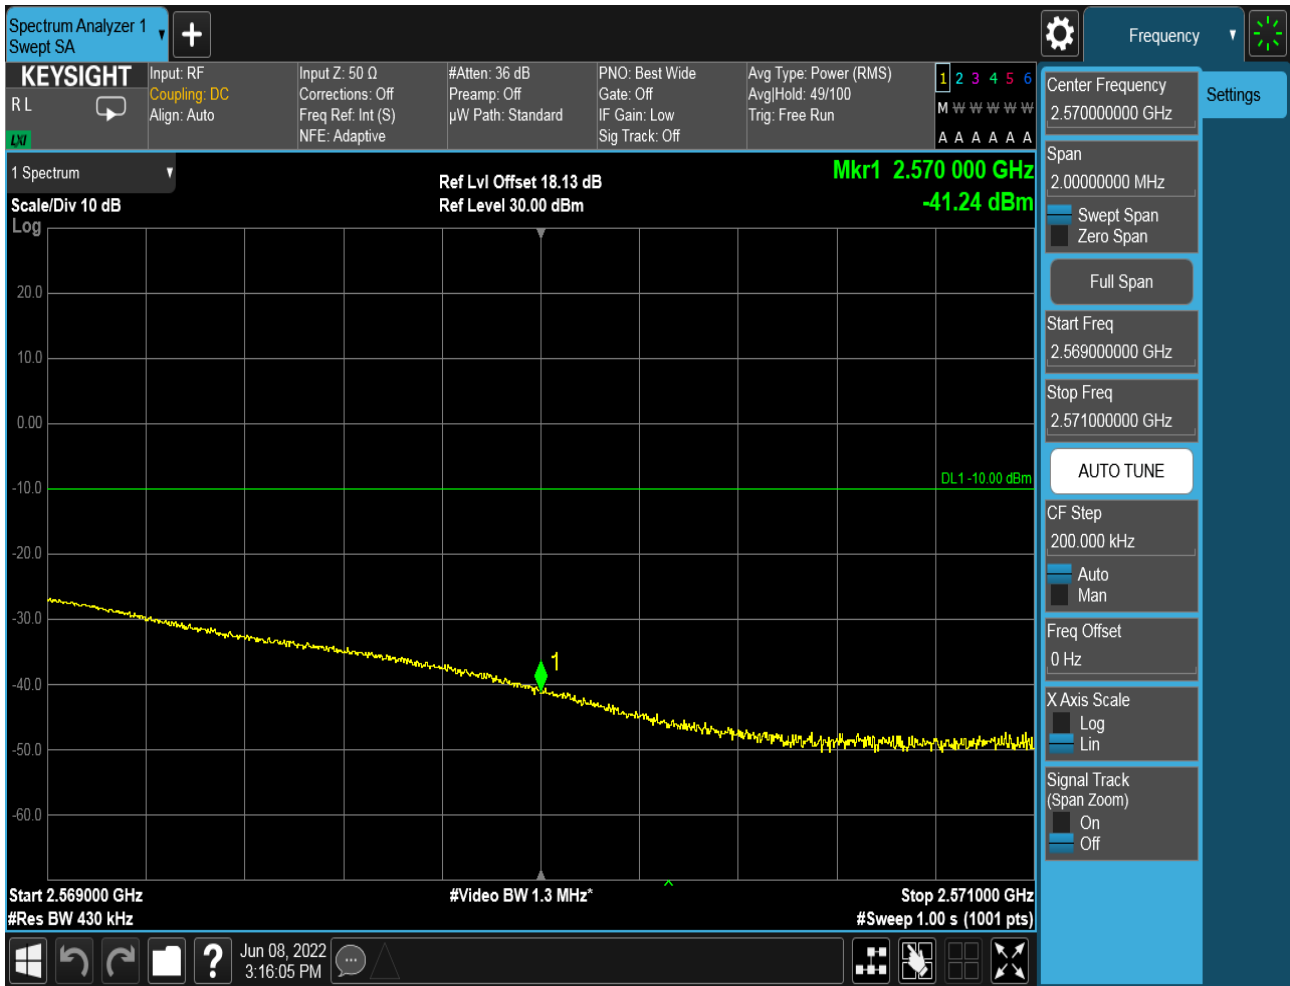 Spectrum Analyzer 1
Swept SA
Frequency
KEYSIGHT
R L
LXI
Input: RF
Coupling: DC
Align: Auto
Input Z: 50 Ω
Corrections: Off
Freq Ref: Int (S)
NFE: Adaptive
#Atten: 36 dB
Preamp: Off
µW Path: Standard
PNO: Best Wide
Gate: Off
IF Gain: Low
Sig Track: Off
Avg Type: Power (RMS)
Avg|Hold: 49/100
Trig: Free Run
1 2 3 4 5 6
M W W W W W
A A A A A A
1 Spectrum
Scale/Div 10 dB
Log
Ref Lvl Offset 18.13 dB
Ref Level 30.00 dBm
Mkr1 2.570 000 GHz
-41.24 dBm
20.0
10.0
0.00
-10.0
-20.0
-30.0
-40.0
-50.0
-60.0
DL1 -10.00 dBm
1
Start 2.569000 GHz
#Res BW 430 kHz
#Video BW 1.3 MHz*
Stop 2.571000 GHz
#Sweep 1.00 s (1001 pts)
Jun 08, 2022
3:16:05 PM
Settings
Center Frequency
2.570000000 GHz
Span
2.00000000 MHz
Swept Span
Zero Span
Full Span
Start Freq
2.569000000 GHz
Stop Freq
2.571000000 GHz
AUTO TUNE
CF Step
200.000 kHz
Auto
Man
Freq Offset
0 Hz
X Axis Scale
Log
Lin
Signal Track
(Span Zoom)
On
Off